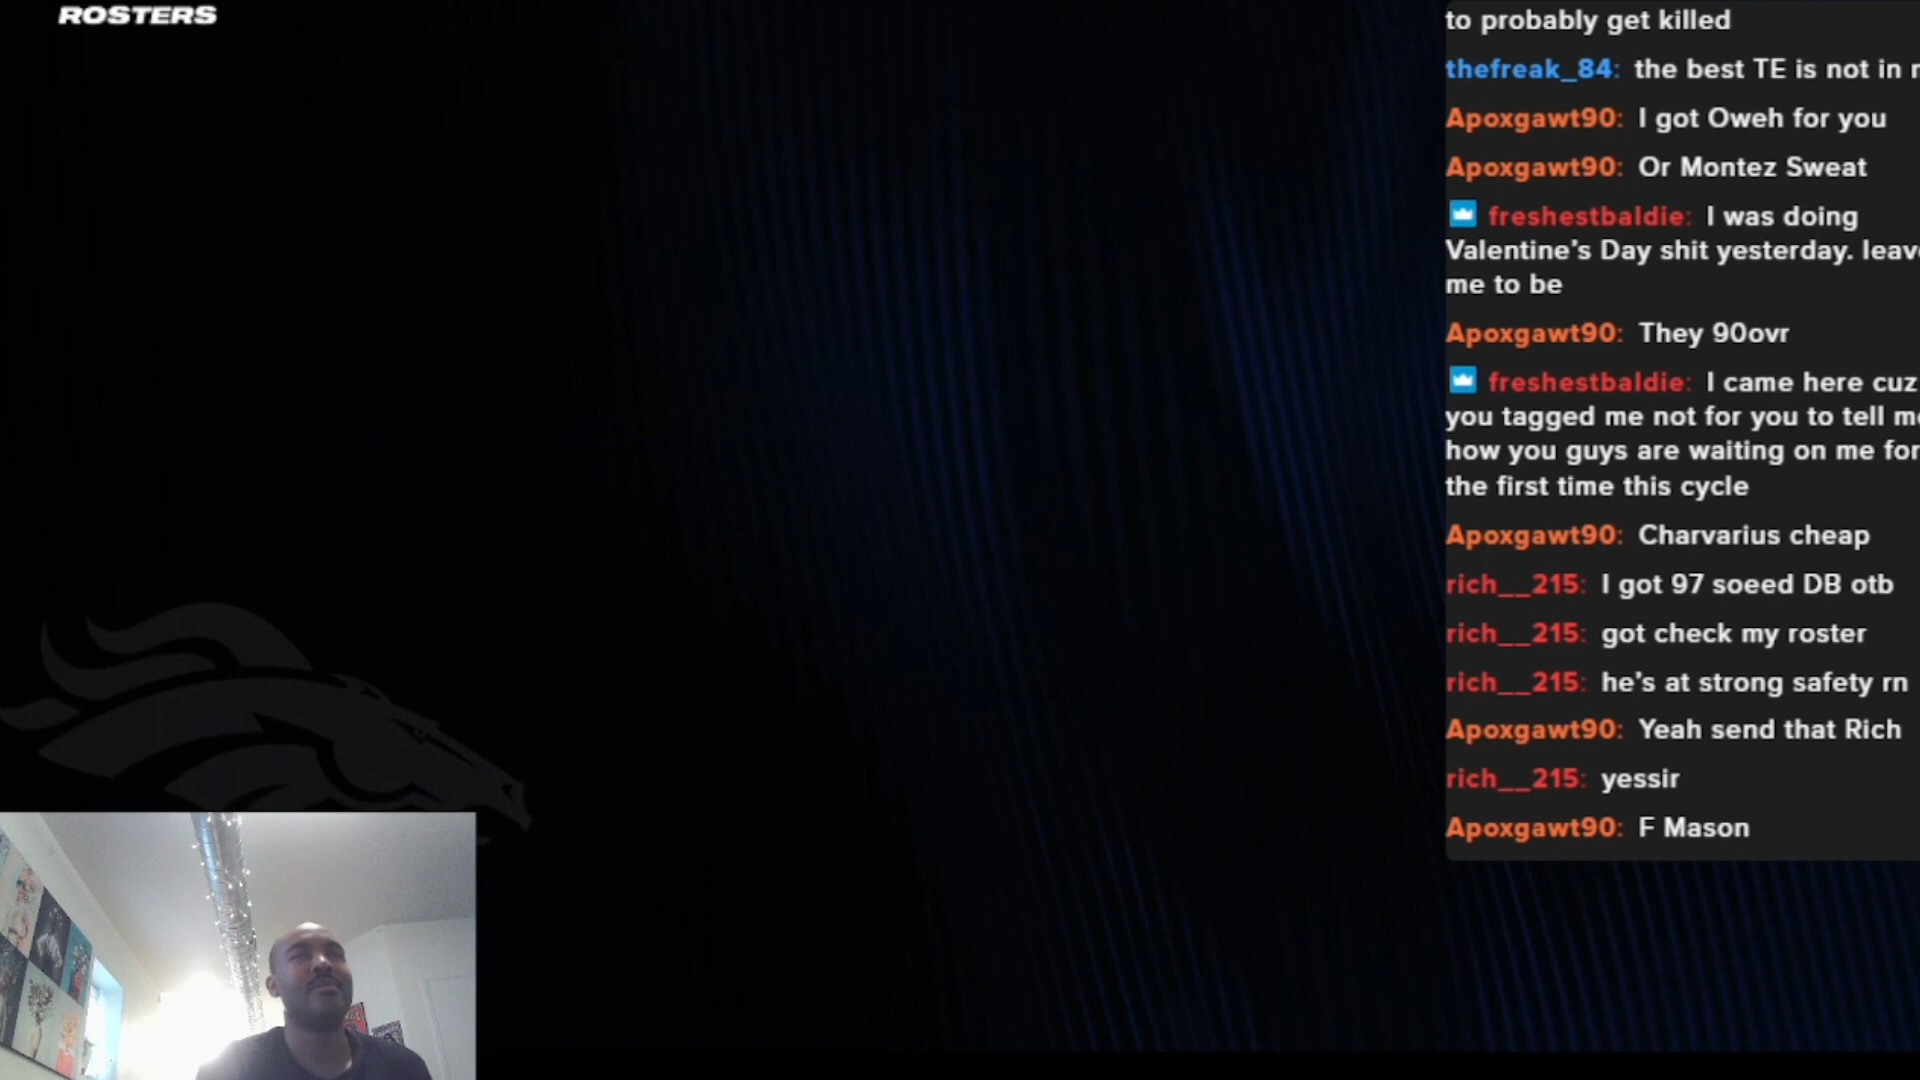 ROSTERS
to probably get killed
thefreak_84: the best TE is not in
Apoxgawt90: I got Oweh for you
Apoxgawt90: Or Montez Sweat
freshestbaldie: I was doing
Valentine's Day shit yesterday. leav
me to be
Apoxgawt90: They 90ovr
freshestbaldie: I came here cuz
you tagged me not for you to tell m
how you guys are waiting on me for
the first time this cycle
Apoxgawt90: Charvarius cheap
rich__215: I got 97 soeed DB otb
rich__215: got check my roster
rich__215: he's at strong safety rn
Apoxgawt90: Yeah send that Rich
rich__215: yessir
Apoxgawt90: F Mason